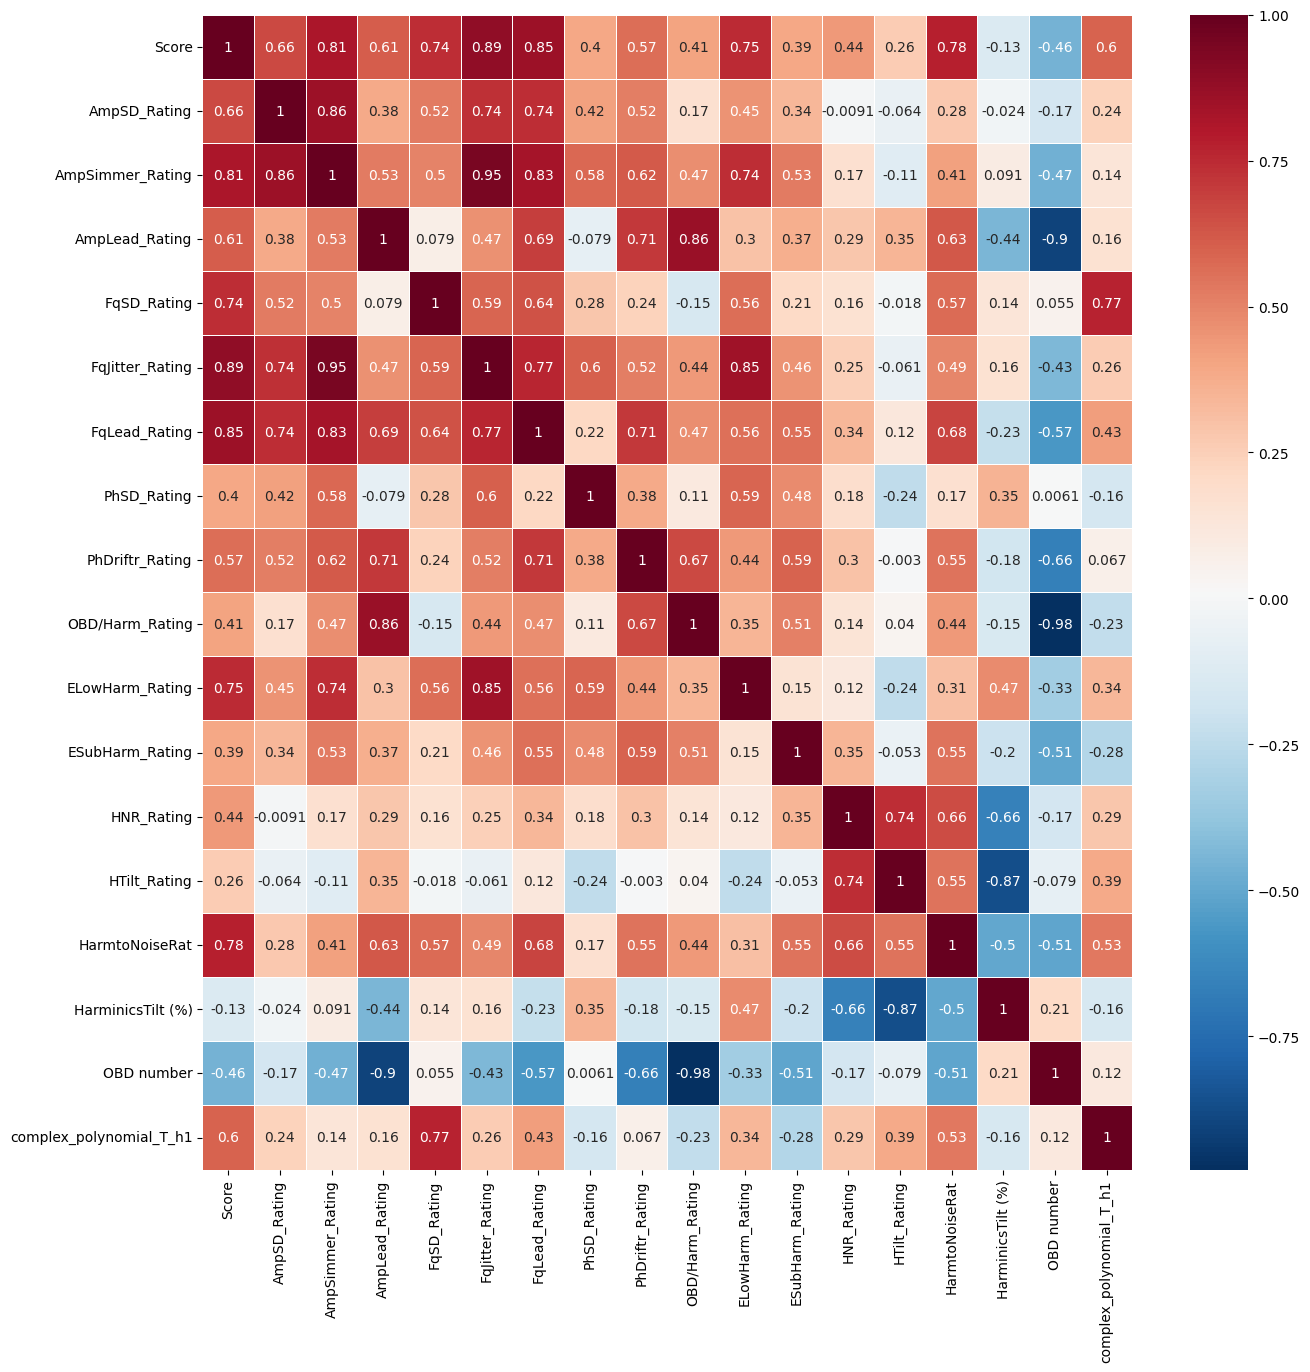 Score 1 0.66 0.81 0.61 0.74 0.89 0.85 0.4 0.57 0.41 0.75 0.39 0.44 0.26 0.78 -0.13 -0.46 0.6
AmpSD_Rating 0.66 1 0.86 0.38 0.52 0.74 0.74 0.42 0.52 0.17 0.45 0.34 -0.0091 -0.064 0.28 -0.024 -0.17 0.24
AmpSimmer_Rating 0.81 0.86 1 0.53 0.5 0.95 0.83 0.58 0.62 0.47 0.74 0.53 0.17 -0.11 0.41 0.091 -0.47 0.14
AmpLead_Rating 0.61 0.38 0.53 1 0.079 0.47 0.69 -0.079 0.71 0.86 0.3 0.37 0.29 0.35 0.63 -0.44 -0.9 0.16
FqSD_Rating 0.74 0.52 0.5 0.079 1 0.59 0.64 0.28 0.24 -0.15 0.56 0.21 0.16 -0.018 0.57 0.14 0.055 0.77
FqJitter_Rating 0.89 0.74 0.95 0.47 0.59 1 0.77 0.6 0.52 0.44 0.85 0.46 0.25 -0.061 0.49 0.16 -0.43 0.26
FqLead_Rating 0.85 0.74 0.83 0.69 0.64 0.77 1 0.22 0.71 0.47 0.56 0.55 0.34 0.12 0.68 -0.23 -0.57 0.43
PhSD_Rating 0.4 0.42 0.58 -0.079 0.28 0.6 0.22 1 0.38 0.11 0.59 0.48 0.18 -0.24 0.17 0.35 0.0061 -0.16
PhDriftr_Rating 0.57 0.52 0.62 0.71 0.24 0.52 0.71 0.38 1 0.67 0.44 0.59 0.3 -0.003 0.55 -0.18 -0.66 0.067
OBD/Harm_Rating 0.41 0.17 0.47 0.86 -0.15 0.44 0.47 0.11 0.67 1 0.35 0.51 0.14 0.04 0.44 -0.15 -0.98 -0.23
ELowHarm_Rating 0.75 0.45 0.74 0.3 0.56 0.85 0.56 0.59 0.44 0.35 1 0.15 0.12 -0.24 0.31 0.47 -0.33 0.34
ESubHarm_Rating 0.39 0.34 0.53 0.37 0.21 0.46 0.55 0.48 0.59 0.51 0.15 1 0.35 -0.053 0.55 -0.2 -0.51 -0.28
HNR_Rating 0.44 -0.0091 0.17 0.29 0.16 0.25 0.34 0.18 0.3 0.14 0.12 0.35 1 0.74 0.66 -0.66 -0.17 0.29
HTilt_Rating 0.26 -0.064 -0.11 0.35 -0.018 -0.061 0.12 -0.24 -0.003 0.04 -0.24 -0.053 0.74 1 0.55 -0.87 -0.079 0.39
HarmtoNoiseRat 0.78 0.28 0.41 0.63 0.57 0.49 0.68 0.17 0.55 0.44 0.31 0.55 0.66 0.55 1 -0.5 -0.51 0.53
HarminicsTilt (%) -0.13 -0.024 0.091 -0.44 0.14 0.16 -0.23 0.35 -0.18 -0.15 0.47 -0.2 -0.66 -0.87 -0.5 1 0.21 -0.16
OBD number -0.46 -0.17 -0.47 -0.9 0.055 -0.43 -0.57 0.0061 -0.66 -0.98 -0.33 -0.51 -0.17 -0.079 -0.51 0.21 1 0.12
complex_polynomial_T_h1 0.6 0.24 0.14 0.16 0.77 0.26 0.43 -0.16 0.067 -0.23 0.34 -0.28 0.29 0.39 0.53 -0.16 0.12 1
Score
AmpSD_Rating
AmpSimmer_Rating
AmpLead_Rating
FqSD_Rating
FqJitter_Rating
FqLead_Rating
PhSD_Rating
PhDriftr_Rating
OBD/Harm_Rating
ELowHarm_Rating
ESubHarm_Rating
HNR_Rating
HTilt_Rating
HarmtoNoiseRat
HarminicsTilt (%)
OBD number
complex_polynomial_T_h1
1.00
0.75
0.50
0.25
0.00
−0.25
−0.50
−0.75